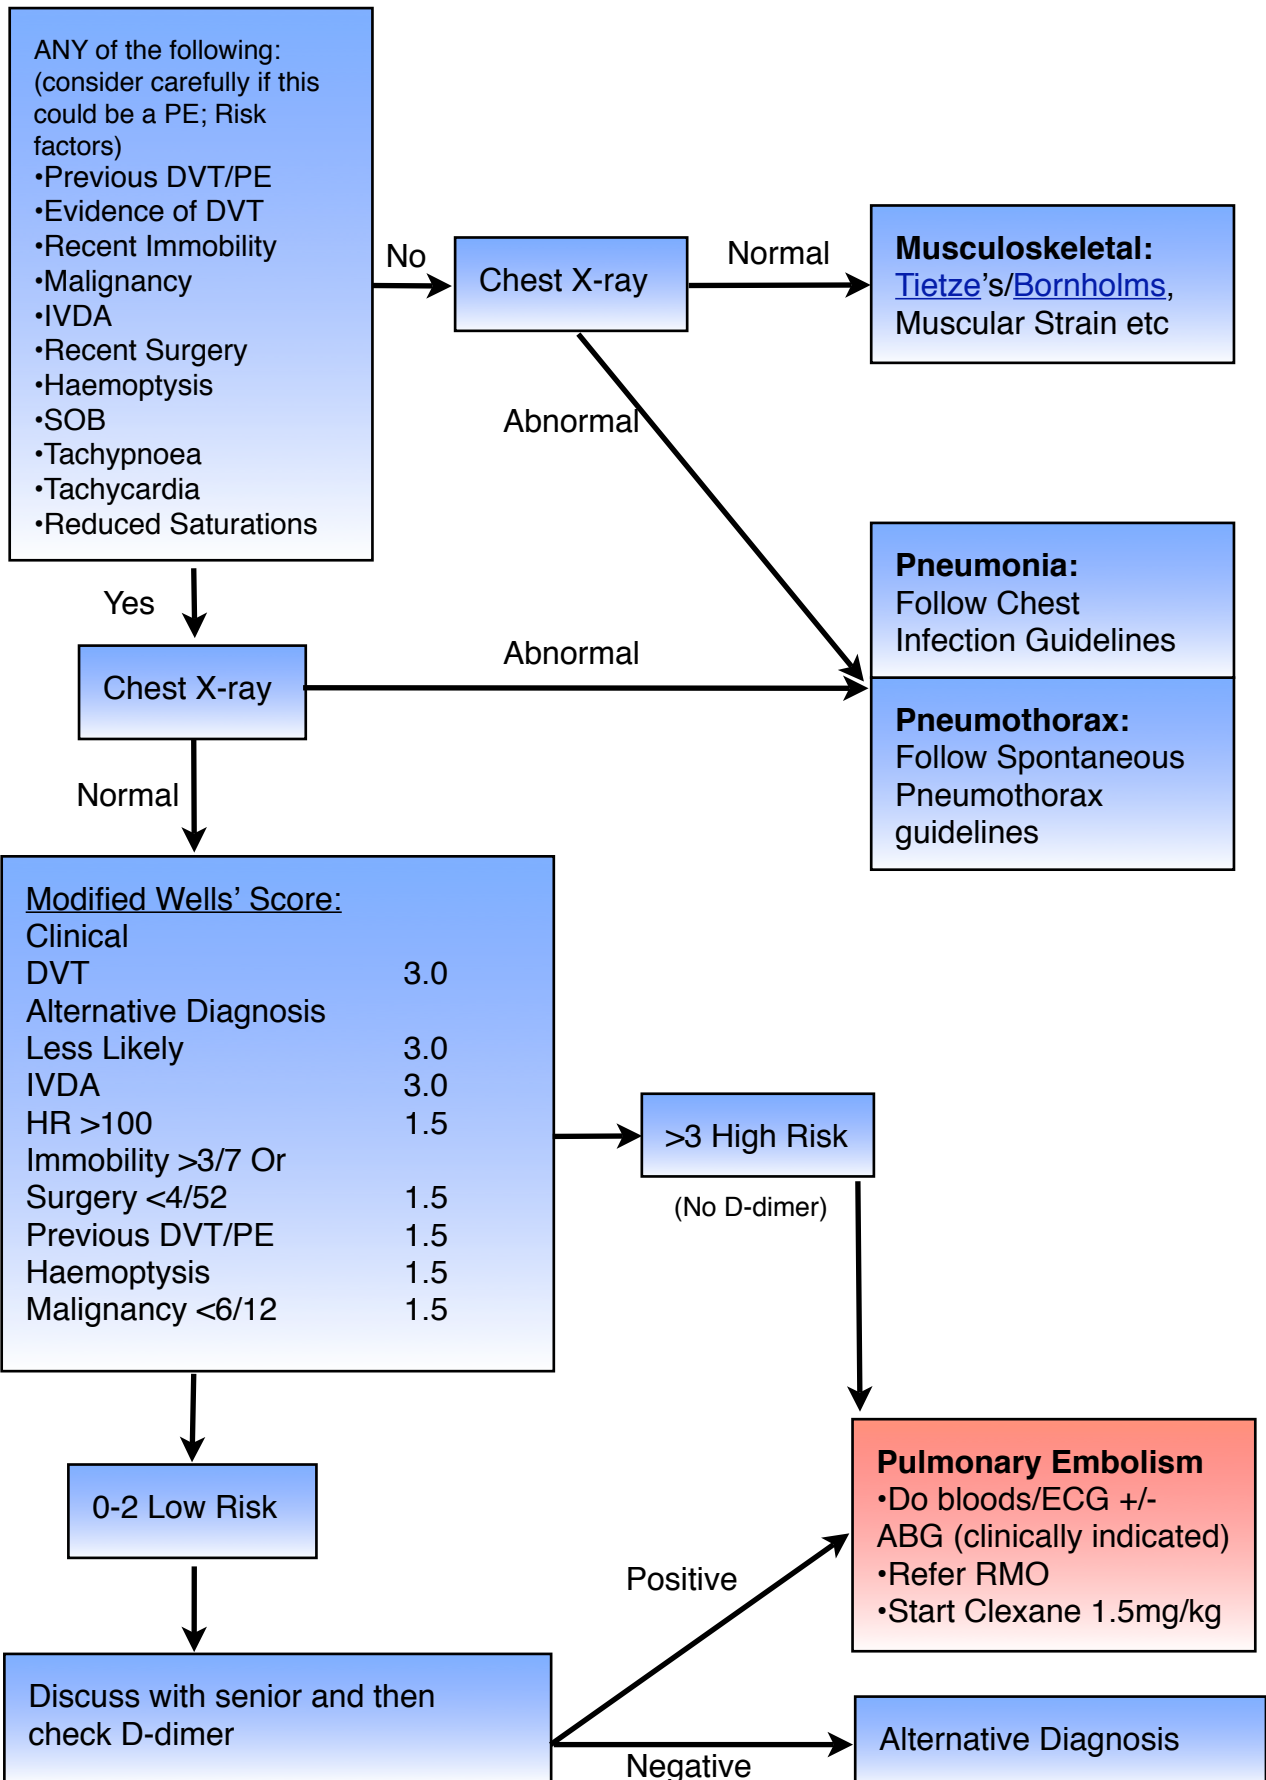 ANY of the following:
(consider carefully if this
could be a PE; Risk
factors)
•Previous DVT/PE
•Evidence of DVT
•Recent Immobility
•Malignancy
•IVDA
•Recent Surgery
•Haemoptysis
•SOB
•Tachypnoea
•Tachycardia
•Reduced Saturations
No
Chest X-ray
Normal
Musculoskeletal:
Tietze's/Bornholms,
Muscular Strain etc
Abnormal
Pneumonia:
Follow Chest
Infection Guidelines
Yes
Chest X-ray
Abnormal
Pneumothorax:
Follow Spontaneous
Pneumothorax
guidelines
Normal
Modified Wells' Score:
Clinical
DVT 3.0
Alternative Diagnosis
Less Likely 3.0
IVDA 3.0
HR >100 1.5
Immobility >3/7 Or
Surgery <4/52 1.5
Previous DVT/PE 1.5
Haemoptysis 1.5
Malignancy <6/12 1.5
>3 High Risk
(No D-dimer)
0-2 Low Risk
Pulmonary Embolism
•Do bloods/ECG +/-
ABG (clinically indicated)
•Refer RMO
•Start Clexane 1.5mg/kg
Positive
Discuss with senior and then
check D-dimer
Negative
Alternative Diagnosis